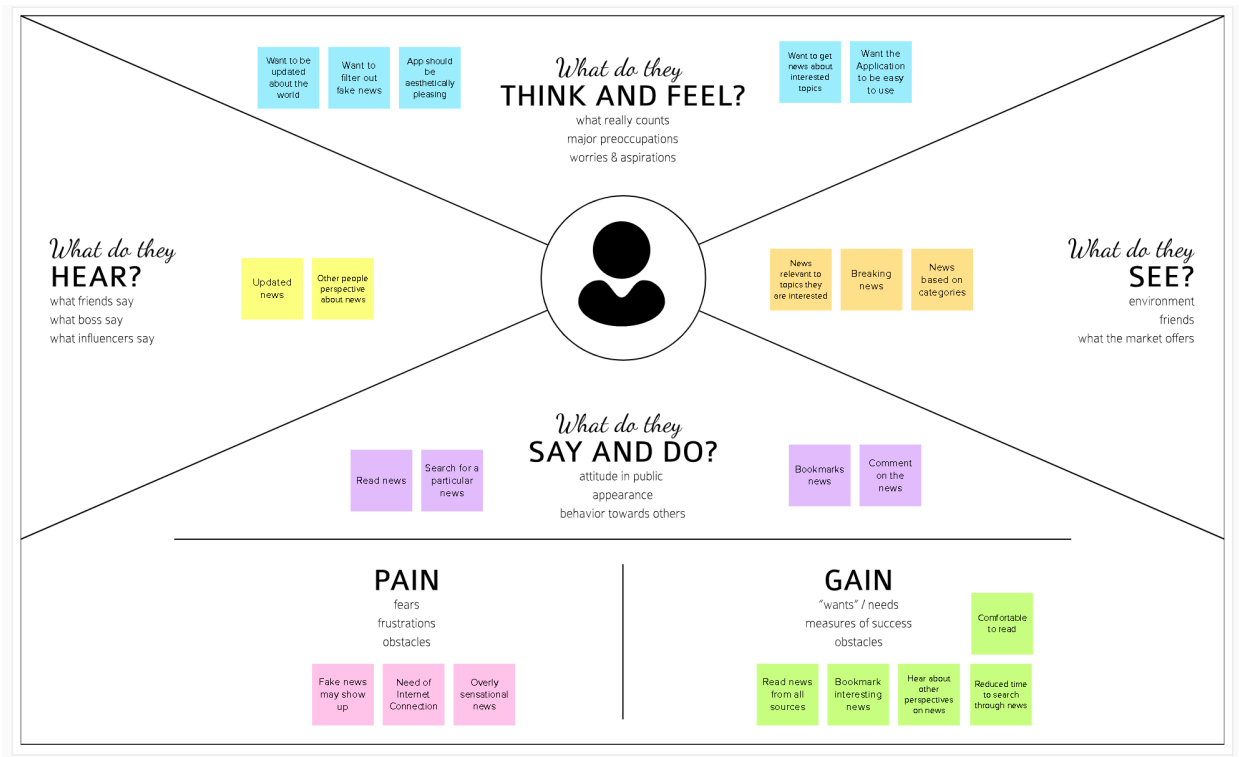 Want to be
updated
about the
world
Want to
filter out
fake news
App should
be
aesthetically
pleasing
What do they
THINK AND FEEL?
what really counts
major preoccupations
worries & aspirations
Want to get
news about
interested
topics
Want the
Application
to be easy
to use
What do they
HEAR?
what friends say
what boss say
what influencers say
Updated
news
Other people
perspective
about news
News
relevant to
topics they
are interested
Breaking
news
News
based on
categories
What do they
SEE?
environment
friends
what the market offers
What do they
SAY AND DO?
attitude in public
appearance
behavior towards others
Read news
Search for a
particular
news
Bookmarks
news
Comment
on the
news
PAIN
fears
frustrations
obstacles
Fake news
may show
up
Need of
Internet
Connection
Overly
sensational
news
GAIN
"wants" / needs
measures of success
obstacles
Comfortable
to read
Read news
from all
sources
Bookmark
interesting
news
Hear about
other
perspectives
on news
Reduced time
to search
through news